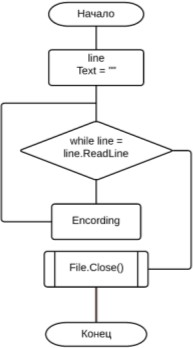 Начало
line
Text = ""
while line =
line.ReadLine
Encording
File.Close()
Конец